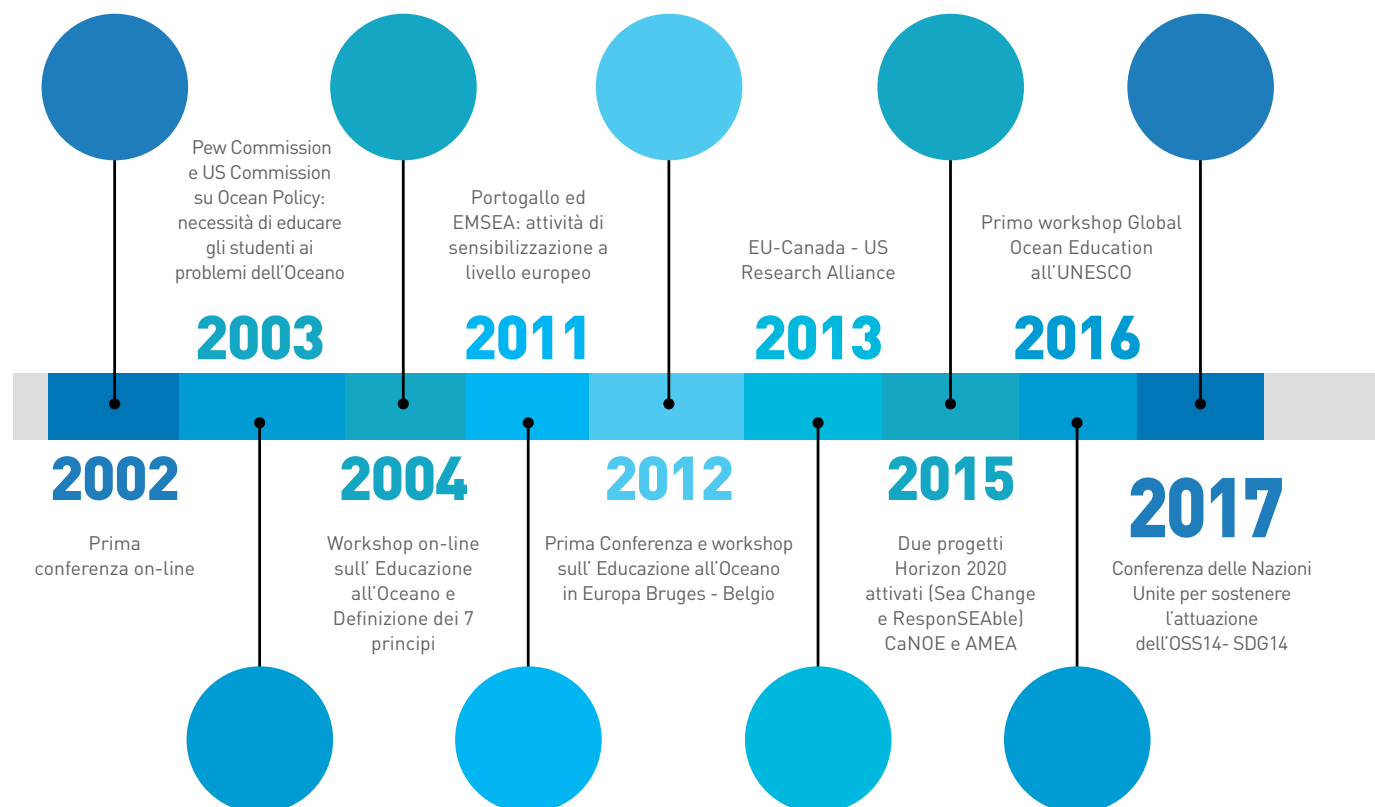 2002
Prima
conferenza on-line
Pew Commission
e US Commission
su Ocean Policy:
necessità di educare
gli studenti ai
problemi dell'Oceano
2003
2004
Workshop on-line
sull' Educazione
all'Oceano e
Definizione dei 7
principi
Portogallo ed
EMSEA: attività di
sensibilizzazione a
livello europeo
2011
2012
Prima Conferenza e workshop
sull' Educazione all'Oceano
in Europa Bruges - Belgio
EU-Canada - US
Research Alliance
2013
2015
Due progetti
Horizon 2020
attivati (Sea Change
e ResponSEAble)
CaNOE e AMEA
Primo workshop Global
Ocean Education
all'UNESCO
2016
2017
Conferenza delle Nazioni
Unite per sostenere
l'attuazione
dell'OSS14- SDG14